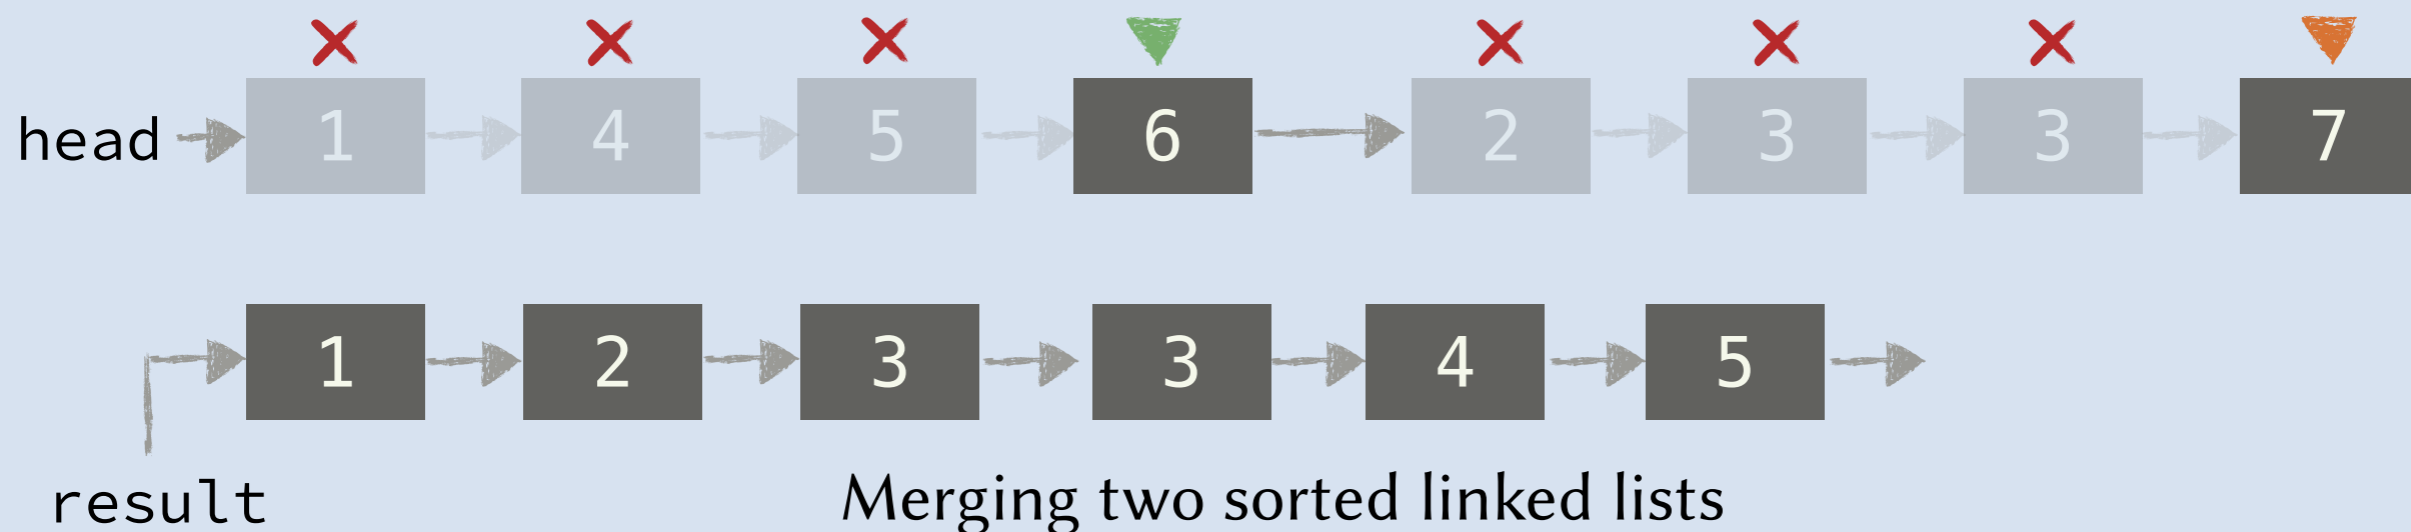 head 1 4 5 6 2 3 3 7
1 2 3 3 4 5
result
Merging two sorted linked lists